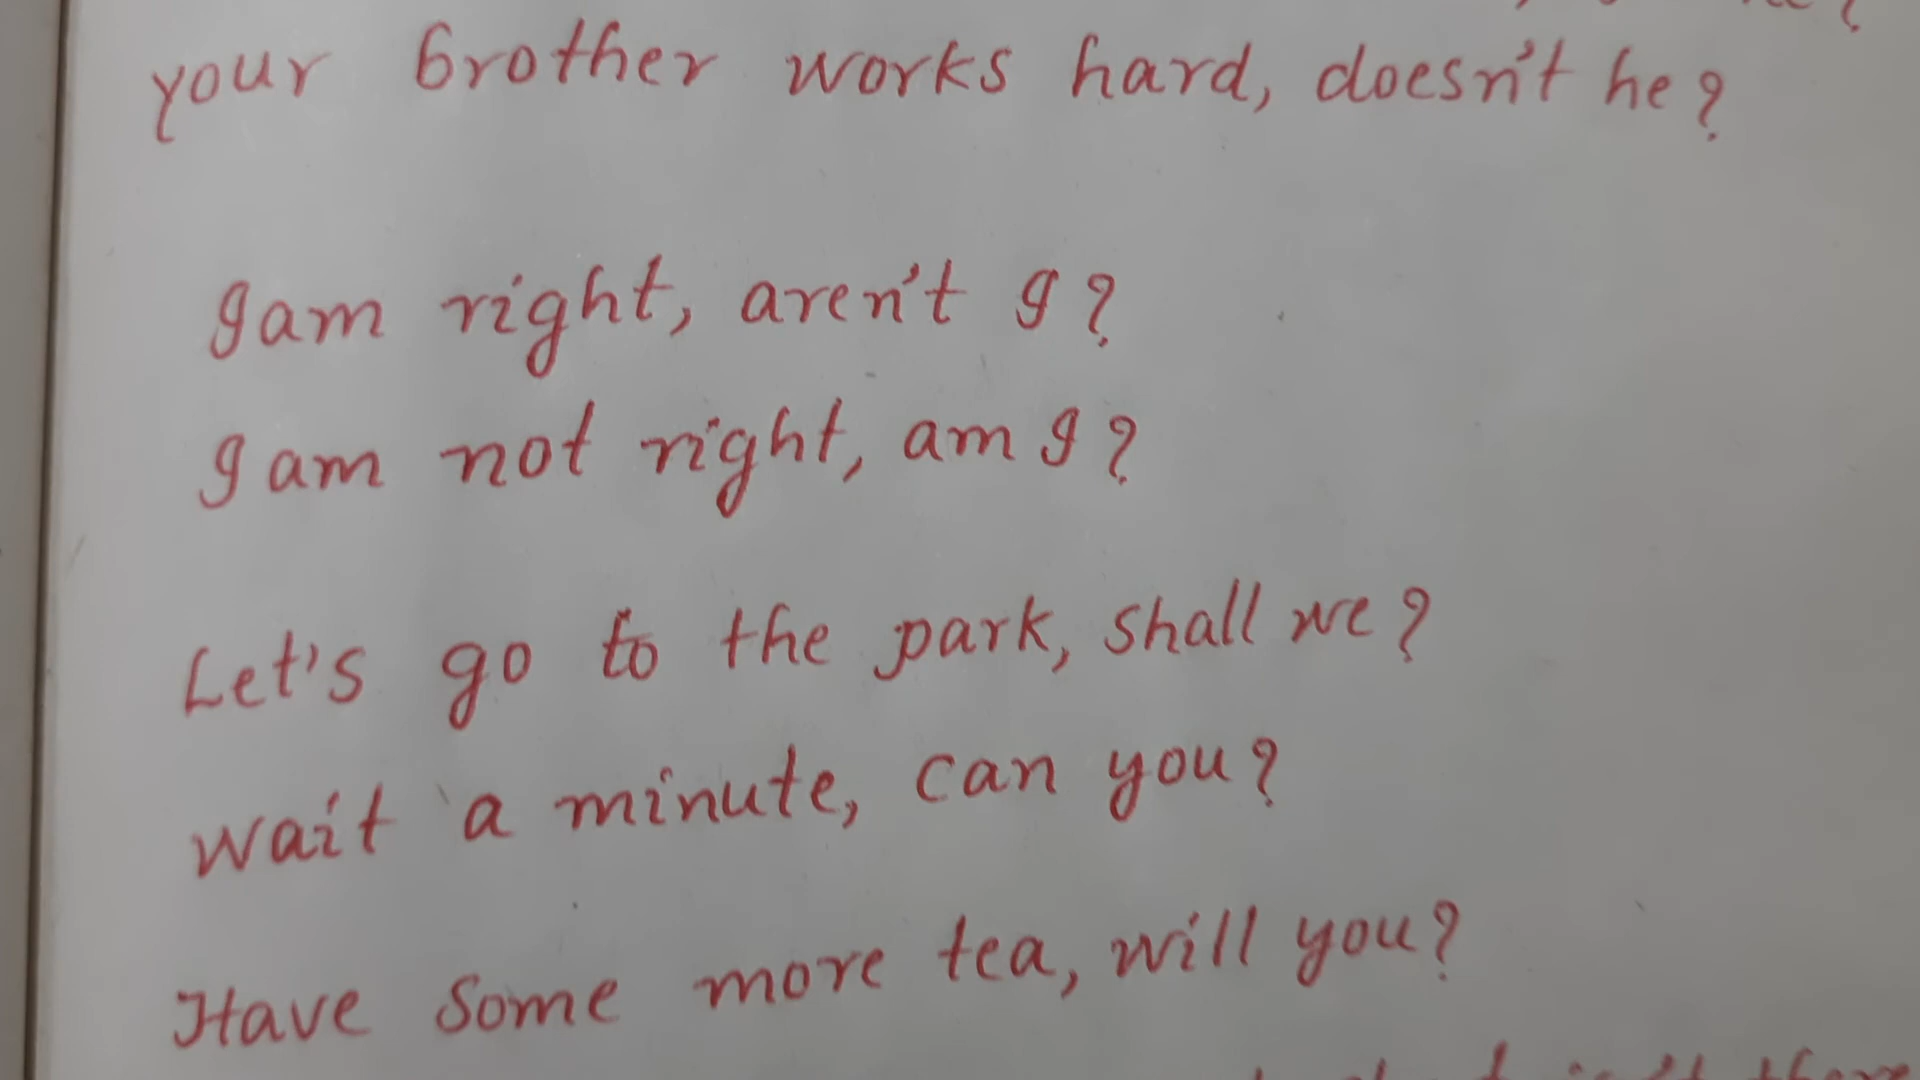 your brother works hard, doesn't he?
I am right, aren't I?
I am not right, am I?
Let's go to the park, shall we?
wait a minute, can you?
Have some more tea, will you?